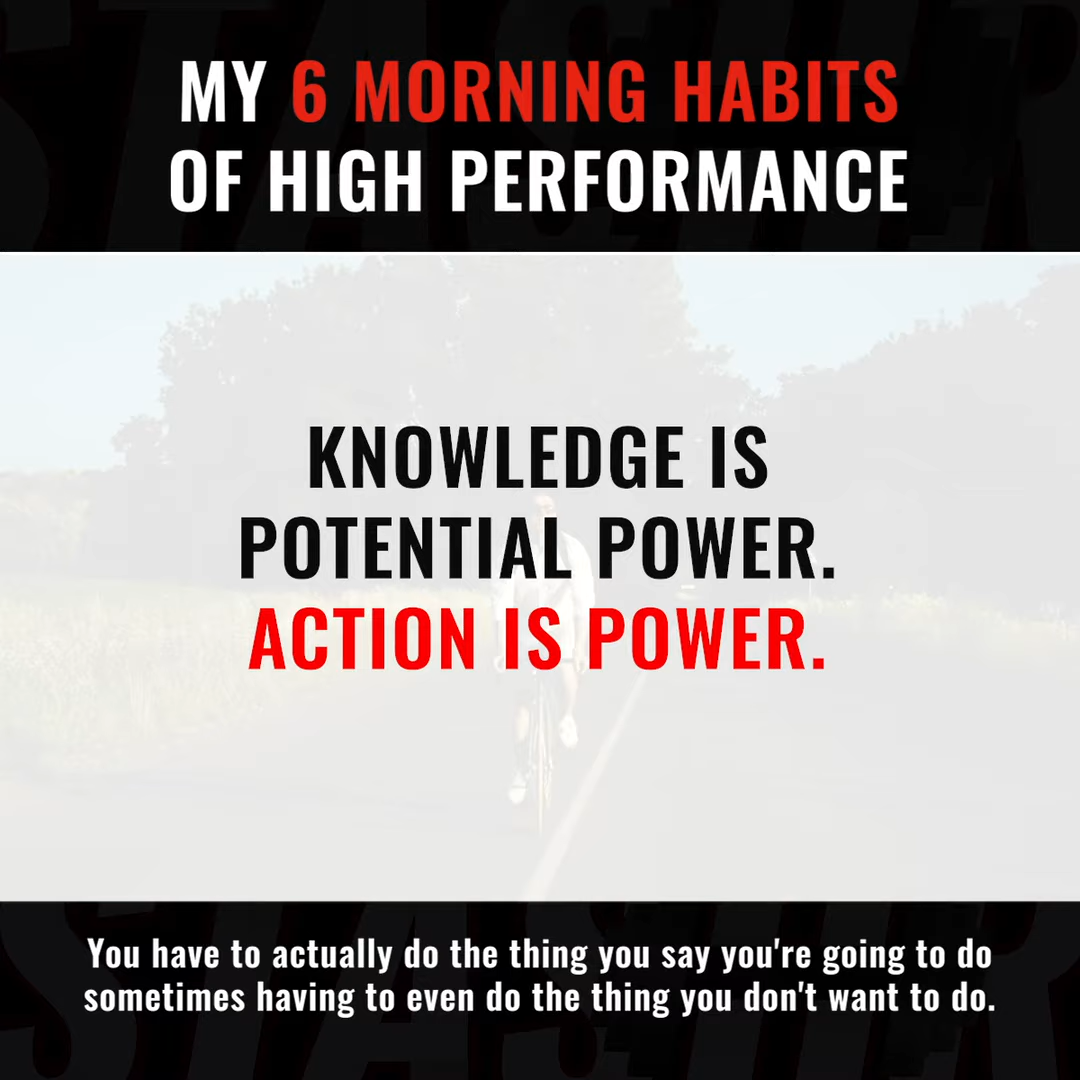 MY 6 MORNING HABITS
OF HIGH PERFORMANCE
KNOWLEDGE IS
POTENTIAL POWER.
ACTION IS POWER.
You have to actually do the thing you say you're going to do
sometimes having to even do the thing you don't want to do.